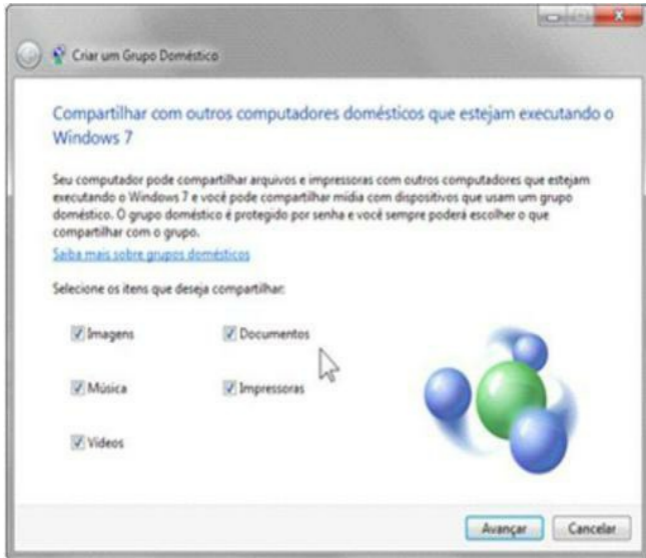 Criar um Grupo Doméstico
Compartilhar com outros computadores domésticos que estejam executando o
Windows 7
Seu computador pode compartilhar arquivos e impressoras com outros computadores que estejam
executando o Windows 7 e você pode compartilhar mídia com dispositivos que usam um grupo
doméstico. O grupo doméstico é protegido por senha e você sempre poderá escolher o que
compartilhar com o grupo.
Saiba mais sobre grupos domésticos
Selecione os itens que deseja compartilhar:
Imagens Documentos
Música Impressoras
Vídeos
Avançar Cancelar